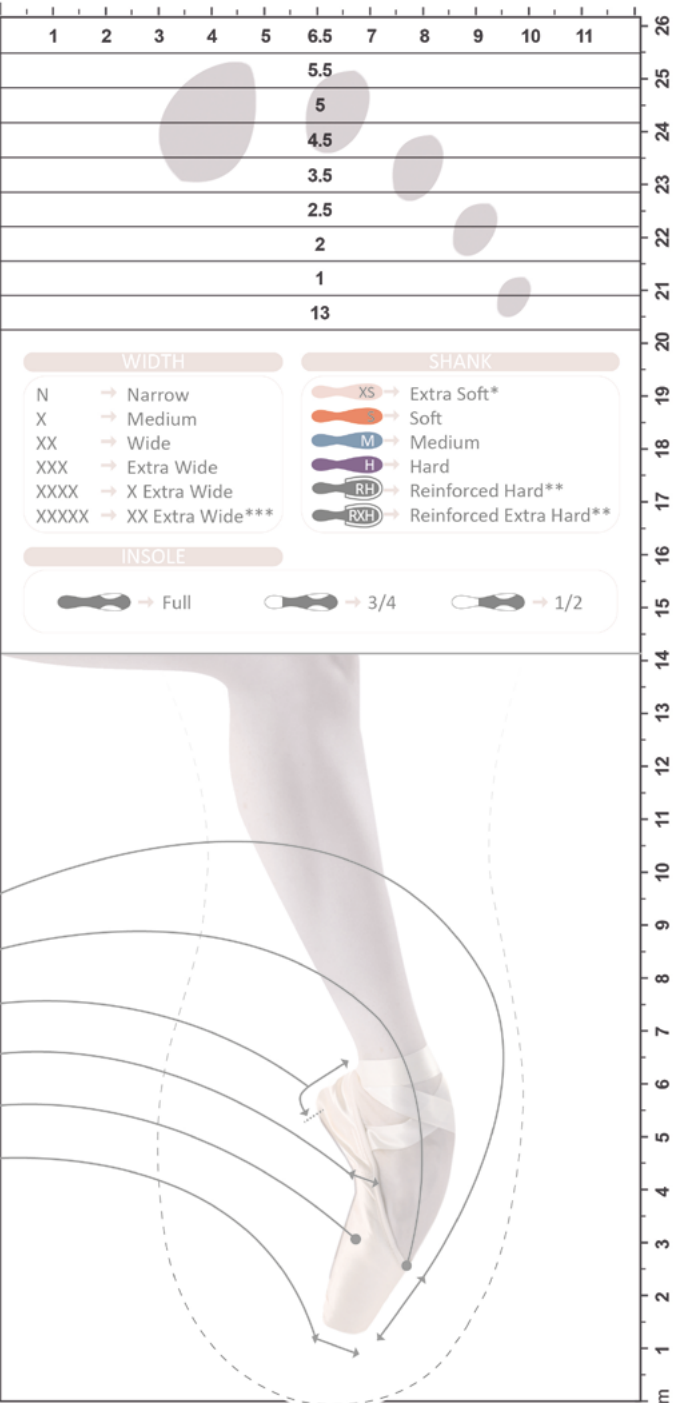 1 2 3 4 5 6.5 7 8 9 10 11
5.5
5
4.5
3.5
2.5
2
1
13
WIDTH
N → Narrow
X → Medium
XX → Wide
XXX → Extra Wide
XXXX → X Extra Wide
XXXXX → XX Extra Wide***
SHANK
XS → Extra Soft*
S → Soft
M → Medium
H → Hard
RH → Reinforced Hard**
RXH → Reinforced Extra Hard**
INSOLE
→ Full → 3/4 → 1/2
26
25
24
23
22
21
20
19
18
17
16
15
14
13
12
11
10
9
8
7
6
5
4
3
2
1